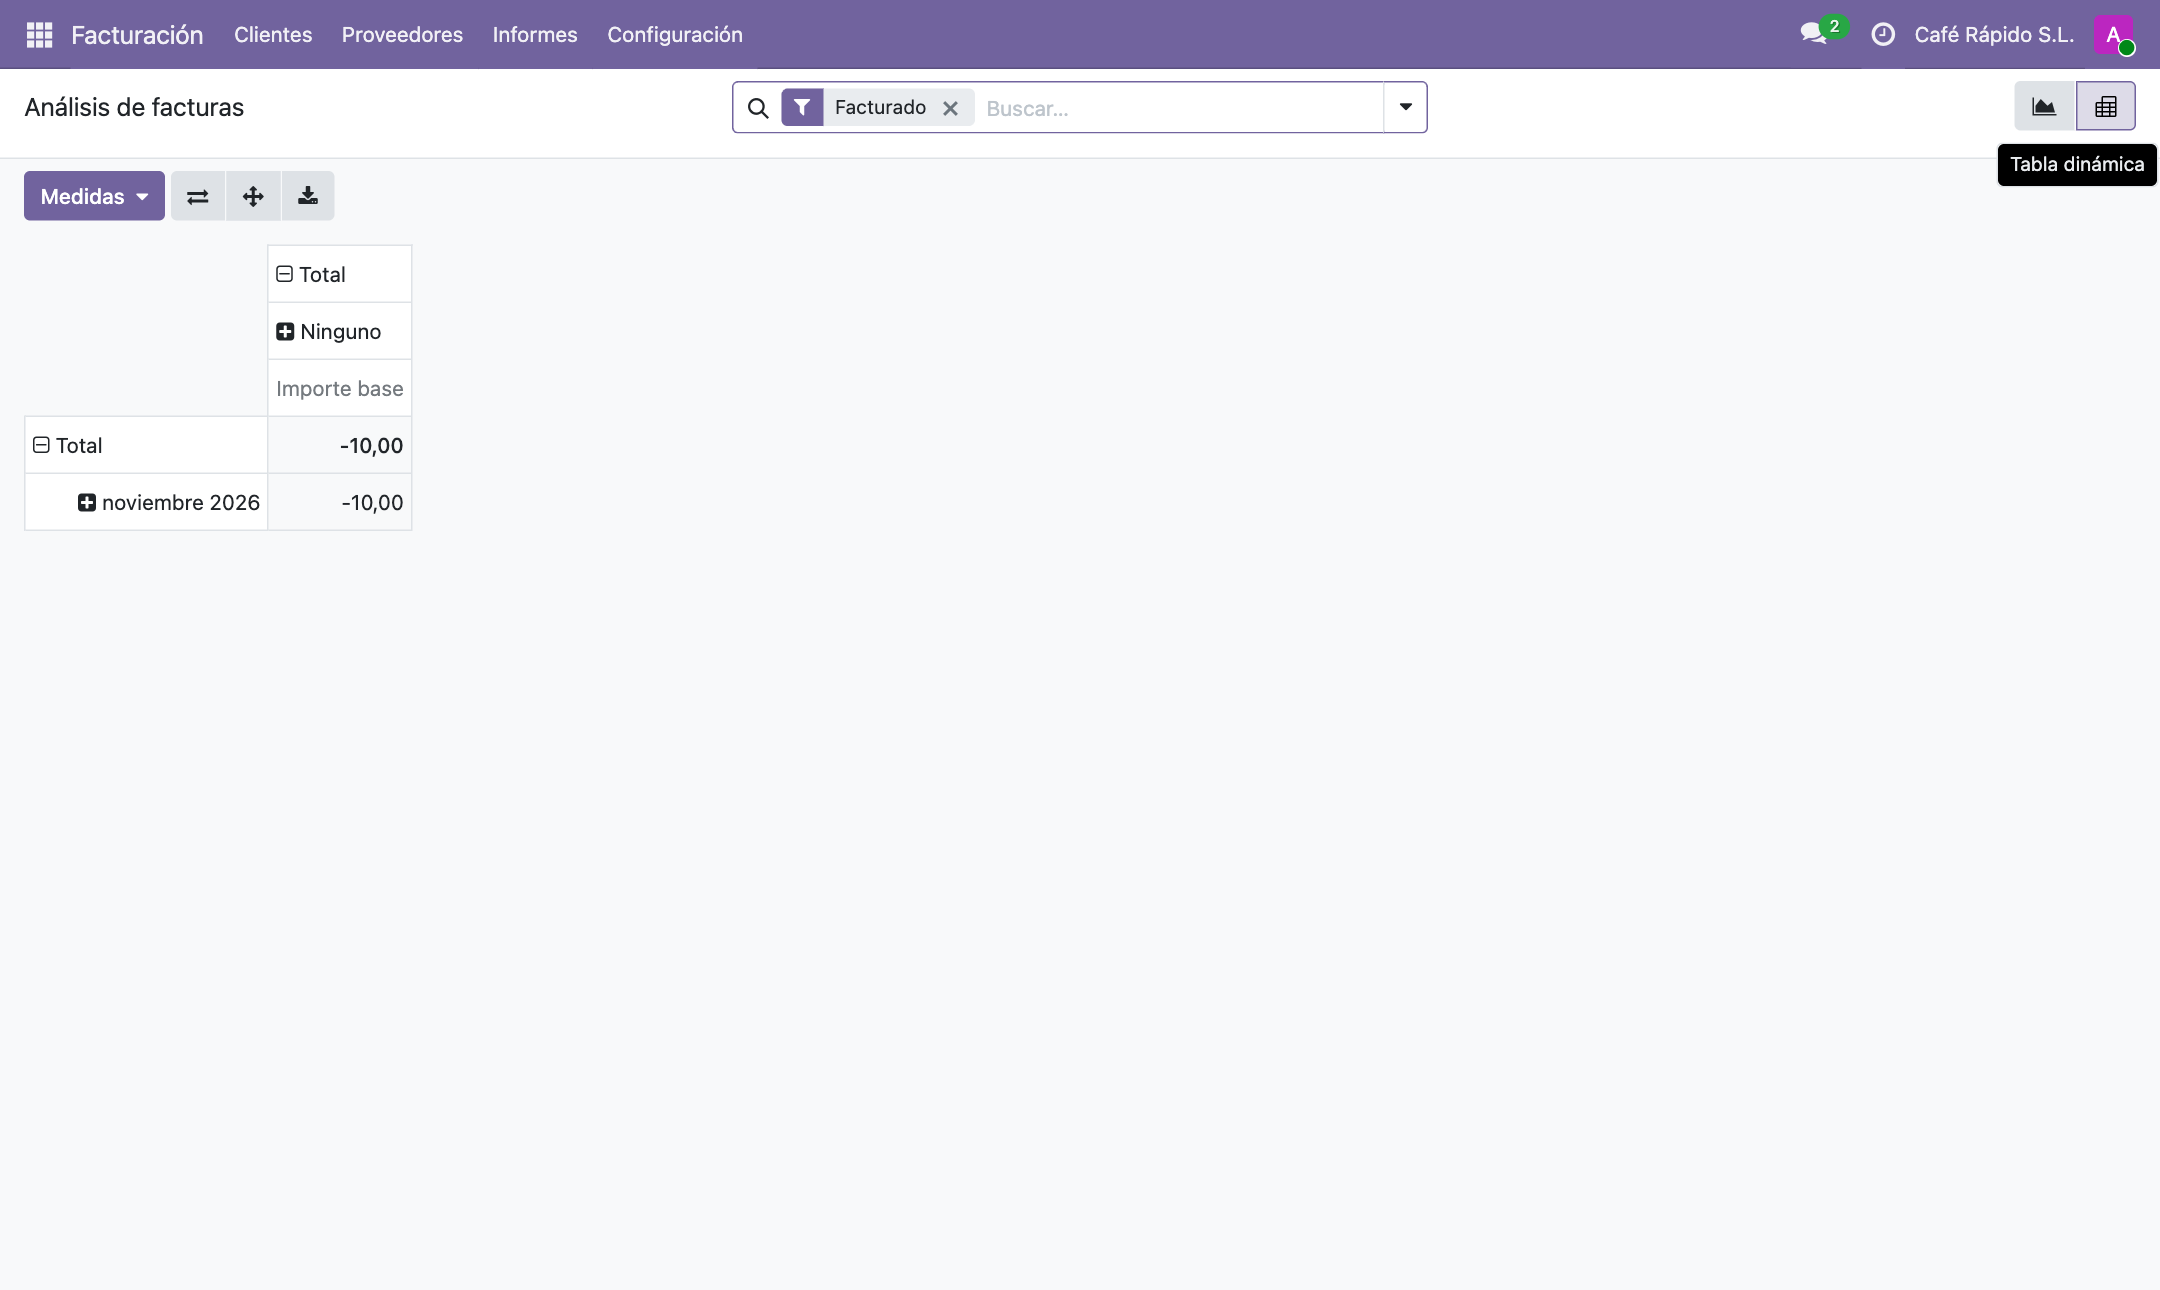 Facturación Clientes Proveedores Informes Configuración 2 Café Rápido S.L. A
Análisis de facturas Facturado Buscar...
Tabla dinámica
Medidas
Total
Ninguno
Importe base
Total -10,00
noviembre 2026 -10,00